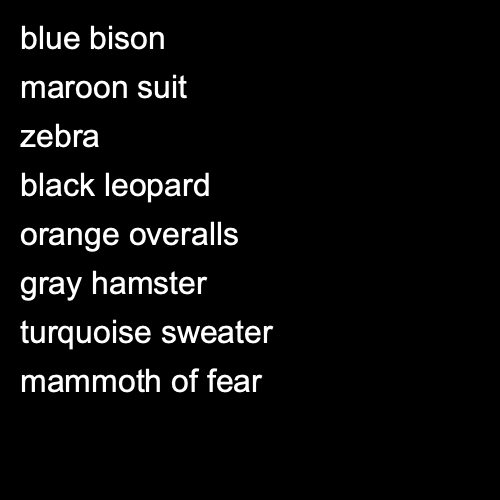 blue bison
maroon suit
zebra
black leopard
orange overalls
gray hamster
turquoise sweater
mammoth of fear